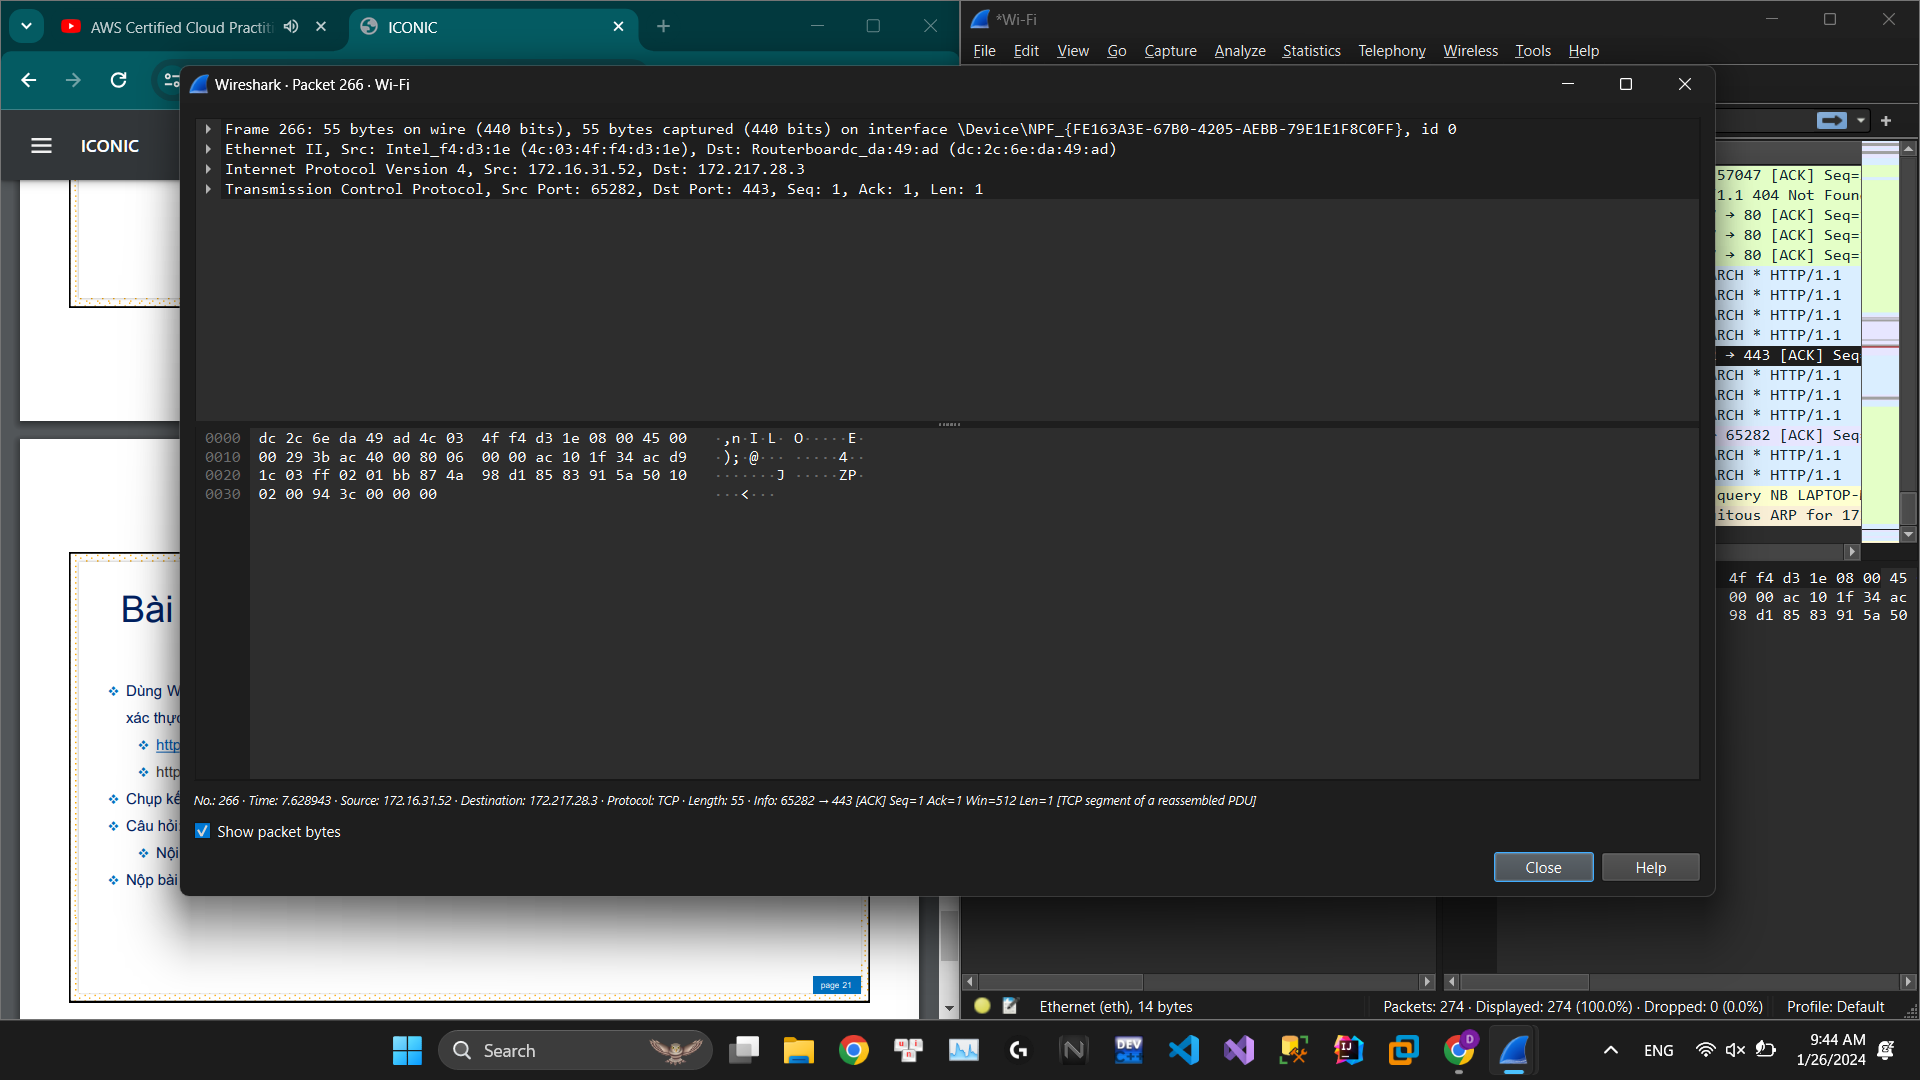 AWS Certified Cloud Practiti
ICONIC
*Wi-Fi
File Edit View Go Capture Analyze Statistics Telephony Wireless Tools Help
Wireshark · Packet 266 · Wi-Fi
ICONIC
Frame 266: 55 bytes on wire (440 bits), 55 bytes captured (440 bits) on interface \Device\NPF_{FE163A3E-67B0-4205-AEBB-79E1E1F8C0FF}, id 0
Ethernet II, Src: Intel_f4:d3:1e (4c:03:4f:f4:d3:1e), Dst: Routerboardc_da:49:ad (dc:2c:6e:da:49:ad)
Internet Protocol Version 4, Src: 172.16.31.52, Dst: 172.217.28.3
Transmission Control Protocol, Src Port: 65282, Dst Port: 443, Seq: 1, Ack: 1, Len: 1
57047 [ACK] Seq=
1.1 404 Not Foun
→ 80 [ACK] Seq=
→ 80 [ACK] Seq=
→ 80 [ACK] Seq=
RCH * HTTP/1.1
RCH * HTTP/1.1
RCH * HTTP/1.1
RCH * HTTP/1.1
→ 443 [ACK] Seq
RCH * HTTP/1.1
RCH * HTTP/1.1
RCH * HTTP/1.1
65282 [ACK] Seq
RCH * HTTP/1.1
RCH * HTTP/1.1
query NB LAPTOP-
itous ARP for 17
0000 dc 2c 6e da 49 ad 4c 03 4f f4 d3 1e 08 00 45 00 ·,n·I·L· O·····E·
0010 00 29 3b ac 40 00 80 06 00 00 ac 10 1f 34 ac d9 ·);·@··· ·····4··
0020 1c 03 ff 02 01 bb 87 4a 98 d1 85 83 91 5a 50 10 ·······J ·····ZP·
0030 02 00 94 3c 00 00 00 ···<···
4f f4 d3 1e 08 00 45
00 00 ac 10 1f 34 ac
98 d1 85 83 91 5a 50
No.: 266 · Time: 7.628943 · Source: 172.16.31.52 · Destination: 172.217.28.3 · Protocol: TCP · Length: 55 · Info: 65282 → 443 [ACK] Seq=1 Ack=1 Win=512 Len=1 [TCP segment of a reassembled PDU]
Show packet bytes
Close
Help
Bài
Dùng W
xác thực
http
http
Chụp kế
Câu hỏi
Nội
Nộp bài
page 21
Ethernet (eth), 14 bytes
Packets: 274 · Displayed: 274 (100.0%) · Dropped: 0 (0.0%)
Profile: Default
Search
DEV
IJ
D
ENG
9:44 AM
1/26/2024